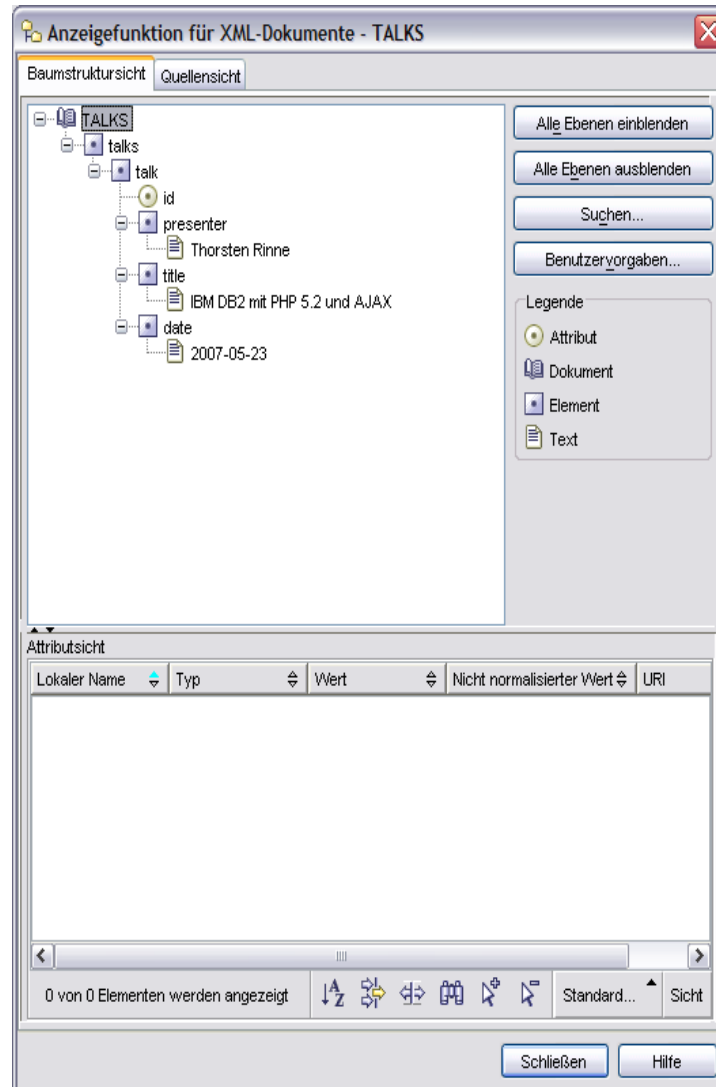 Anzeigefunktion für XML-Dokumente - TALKS
Baumstruktursicht
Quellensicht
TALKS
talks
talk
id
presenter
Thorsten Rinne
title
IBM DB2 mit PHP 5.2 und AJAX
date
2007-05-23
Alle Ebenen einblenden
Alle Ebenen ausblenden
Suchen...
Benutzervorgaben...
Legende
Attribut
Dokument
Element
Text
Attributsicht
Lokaler Name
Typ
Wert
Nicht normalisierter Wert
URI
0 von 0 Elementen werden angezeigt
A
Z
Standard...
Sicht
Schließen
Hilfe